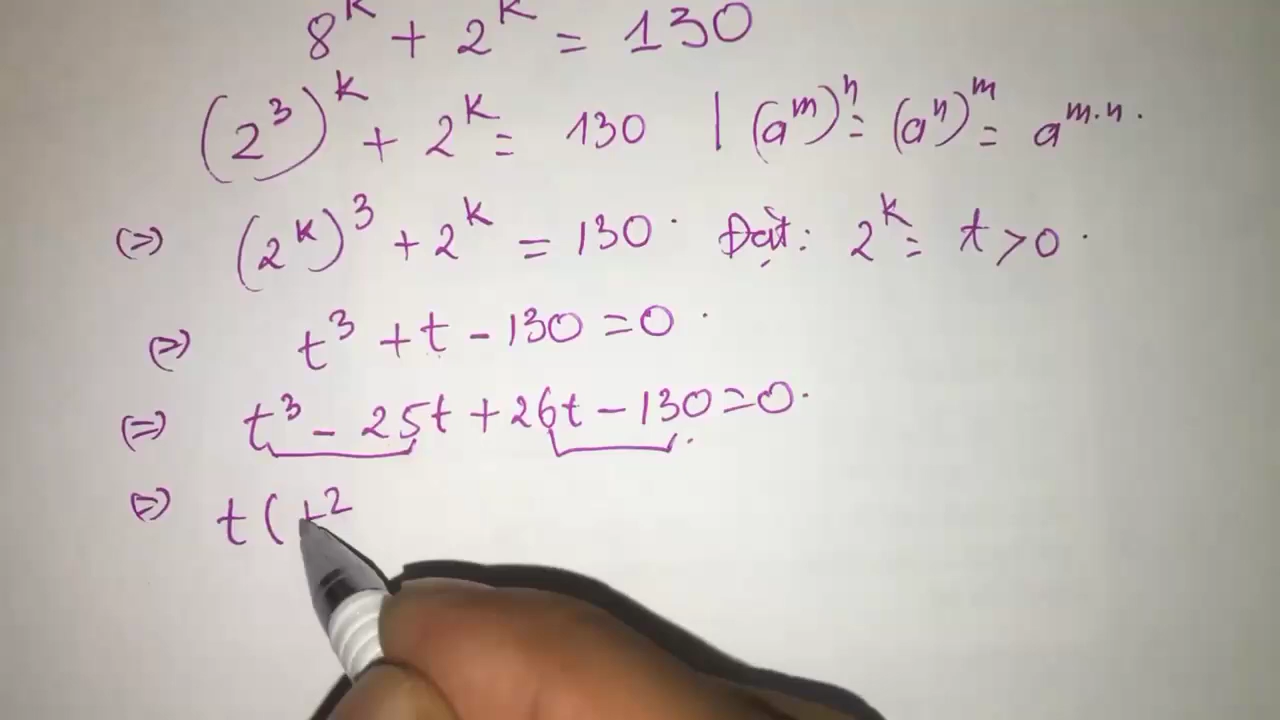 8^k + 2^k = 130
(2^3)^k + 2^k = 130 | (a^m)^n = (a^n)^m = a^{m.n}.
(=) (2^k)^3 + 2^k = 130. Đặt: 2^k = t > 0.
(=) t^3 + t - 130 = 0.
(=) t^3 - 25t + 26t - 130 = 0.
(=) t(t^2